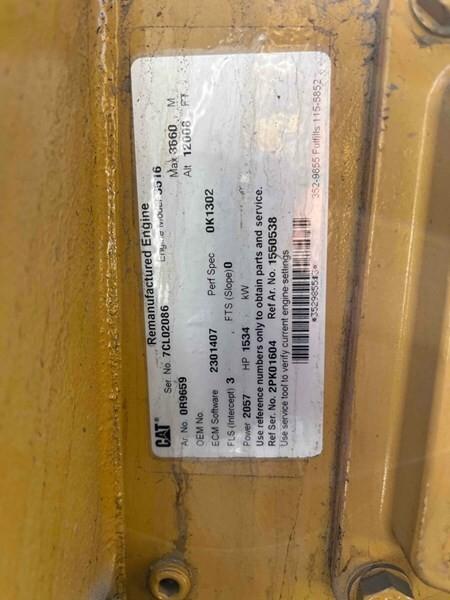 CAT
Remanufactured Engine
Ser. No. 7CL02086 Engine Model 3516
Ar. No. 0R9659 Max Alt 3660 M
12008 FT
OEM No.
ECM Software 2301407 Perf Spec 0K1302
FLS (Intercept) 3 FTS (Slope) 0
Power 2057 HP 1534 kW
Use reference numbers only to obtain parts and service.
Ref Ser. No. 2PK01604 Ref Ar. No. 1550538
Use service tool to verify current engine settings
352-9855 Fulfills 115-5852